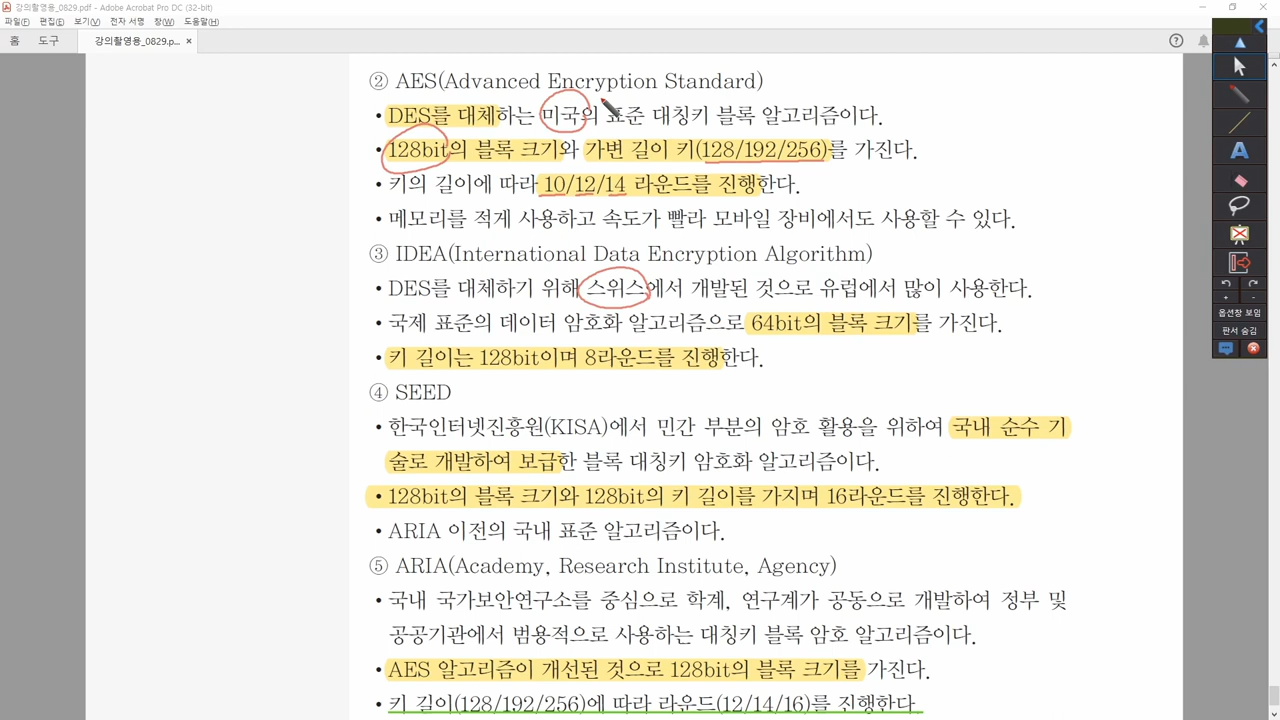 강의촬영용_0829.pdf - Adobe Acrobat Pro DC (32-bit)
파일(F) 편집(E) 보기(V) 전자 서명 창(W) 도움말(H)
홈 도구 강의촬영용_0829.p... ×
② AES(Advanced Encryption Standard)
• DES를 대체하는 미국의 표준 대칭키 블록 알고리즘이다.
• 128bit의 블록 크기와 가변 길이 키(128/192/256)를 가진다.
• 키의 길이에 따라 10/12/14 라운드를 진행한다.
• 메모리를 적게 사용하고 속도가 빨라 모바일 장비에서도 사용할 수 있다.
③ IDEA(International Data Encryption Algorithm)
• DES를 대체하기 위해 스위스에서 개발된 것으로 유럽에서 많이 사용한다.
• 국제 표준의 데이터 암호화 알고리즘으로 64bit의 블록 크기를 가진다.
• 키 길이는 128bit이며 8라운드를 진행한다.
④ SEED
• 한국인터넷진흥원(KISA)에서 민간 부분의 암호 활용을 위하여 국내 순수 기
술로 개발하여 보급한 블록 대칭키 암호화 알고리즘이다.
• 128bit의 블록 크기와 128bit의 키 길이를 가지며 16라운드를 진행한다.
• ARIA 이전의 국내 표준 알고리즘이다.
⑤ ARIA(Academy, Research Institute, Agency)
• 국내 국가보안연구소를 중심으로 학계, 연구계가 공동으로 개발하여 정부 및
공공기관에서 범용적으로 사용하는 대칭키 블록 암호 알고리즘이다.
• AES 알고리즘이 개선된 것으로 128bit의 블록 크기를 가진다.
• 키 길이(128/192/256)에 따라 라운드(12/14/16)를 진행한다.
A
옵션창 보임
판서 숨김